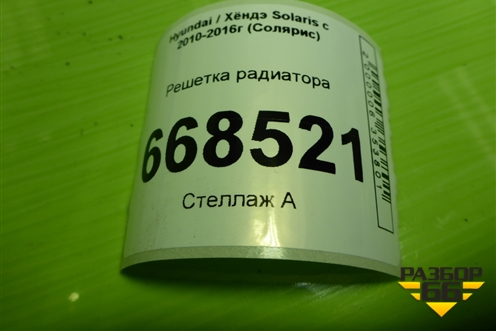 Hyundai / Хёндэ Solaris с
2010-2016г (Солярис)
Решетка радиатора
668521
Стеллаж А
РАЗБОР
66